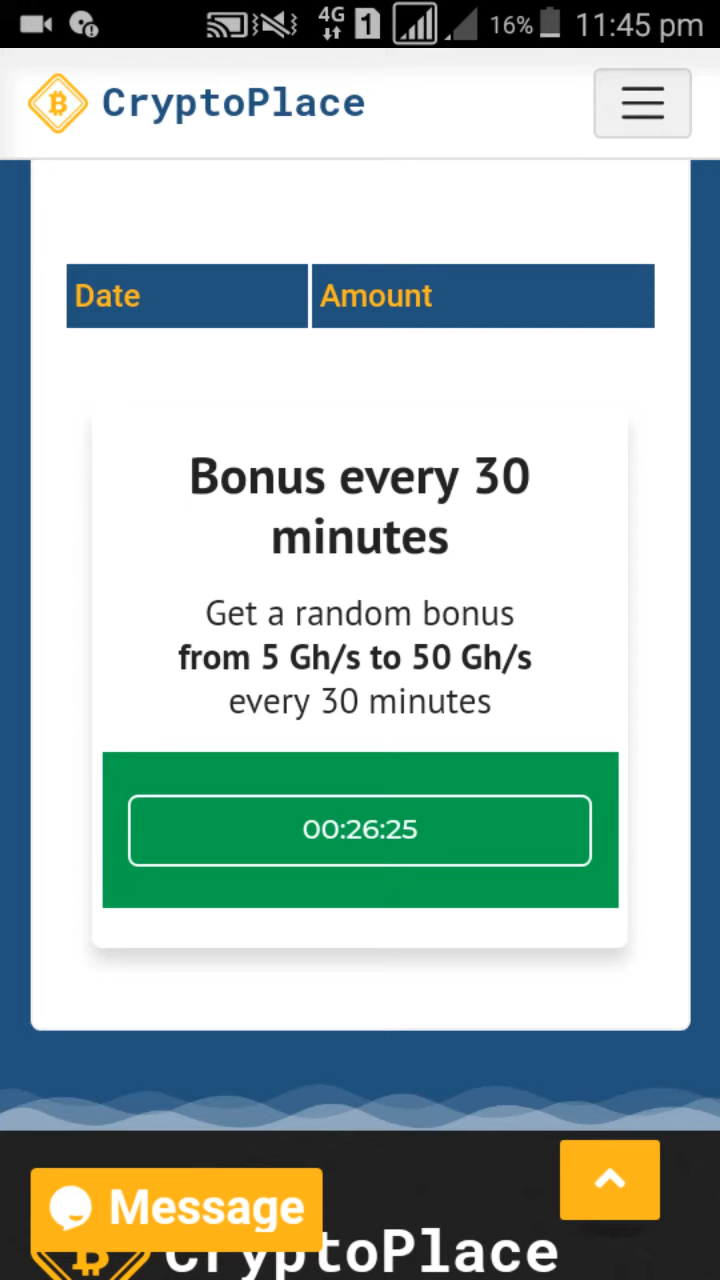 4G 1 16% 11:45 pm
CryptoPlace
Date Amount
Bonus every 30
minutes
Get a random bonus
from 5 Gh/s to 50 Gh/s
every 30 minutes
00:26:25
Message
CryptoPlace